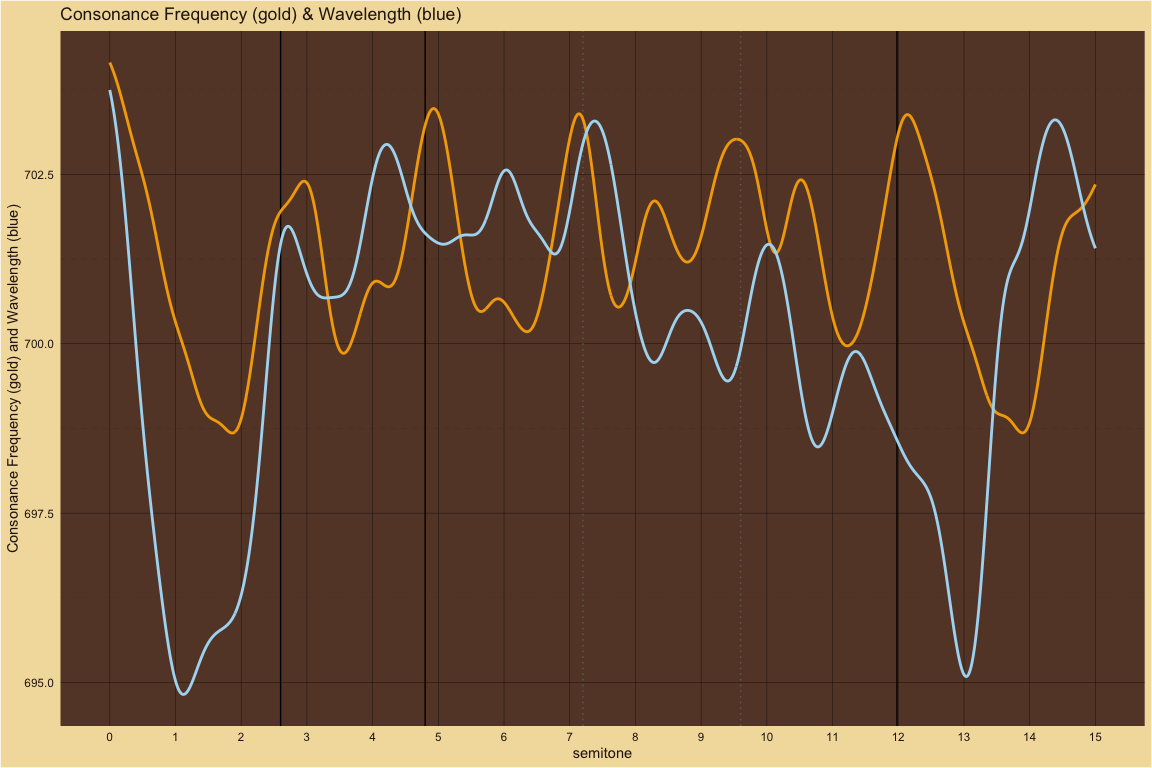 Consonance Frequency (gold) & Wavelength (blue)
Consonance Frequency (gold) and Wavelength (blue)
702.5
700.0
697.5
695.0
0 1 2 3 4 5 6 7 8 9 10 11 12 13 14 15
semitone